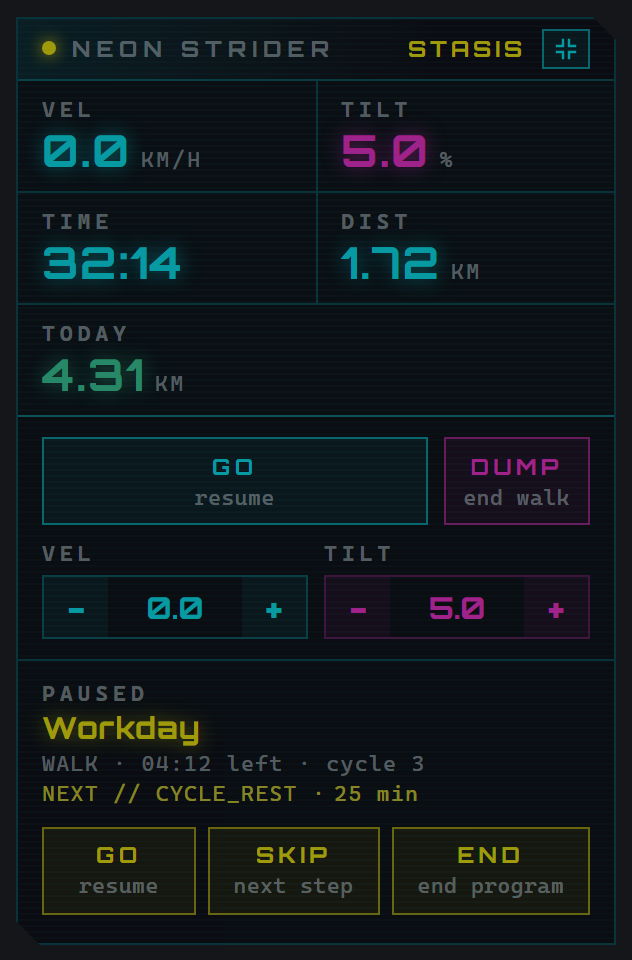 NEON STRIDER STASIS
VEL TILT
0.0 KM/H 5.0 %
TIME DIST
32:14 1.72 KM
TODAY
4.31 KM
GO DUMP
resume end walk
VEL TILT
- 0.0 + - 5.0 +
PAUSED
Workday
WALK · 04:12 left · cycle 3
NEXT // CYCLE_REST · 25 min
GO SKIP END
resume next step end program